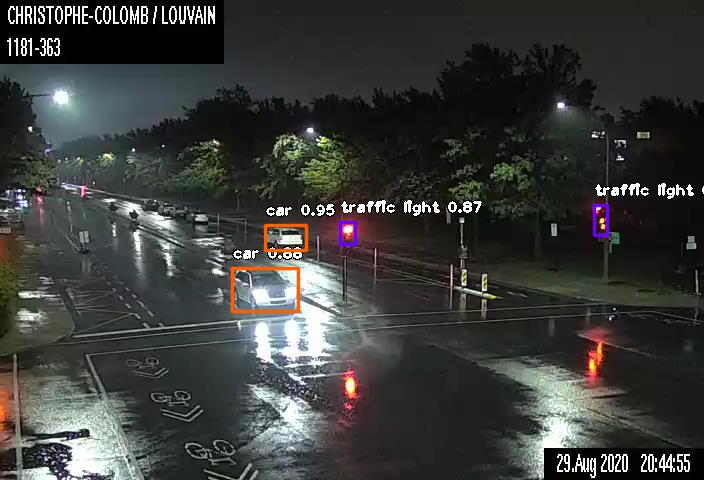 CHRISTOPHE-COLOMB / LOUVAIN
1181-363
car 0.95
traffic light 0.87
traffic light
car 0.88
29.Aug 2020 20:44:55